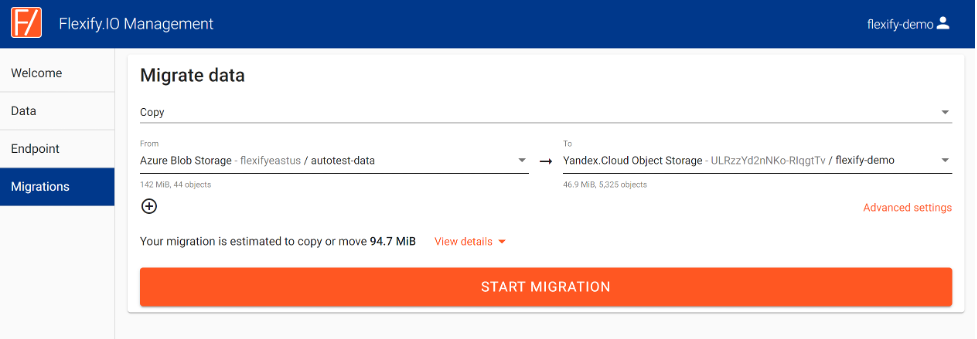 F/ Flexify.IO Management flexify-demo
Welcome
Data
Endpoint
Migrations
Migrate data
Copy
From
Azure Blob Storage - flexifyeastus / autotest-data
142 MiB, 44 objects
To
Yandex.Cloud Object Storage - ULRzzYd2nNKo-RIqgtTv / flexify-demo
46.9 MiB, 5,325 objects
Advanced settings
Your migration is estimated to copy or move 94.7 MiB View details
START MIGRATION